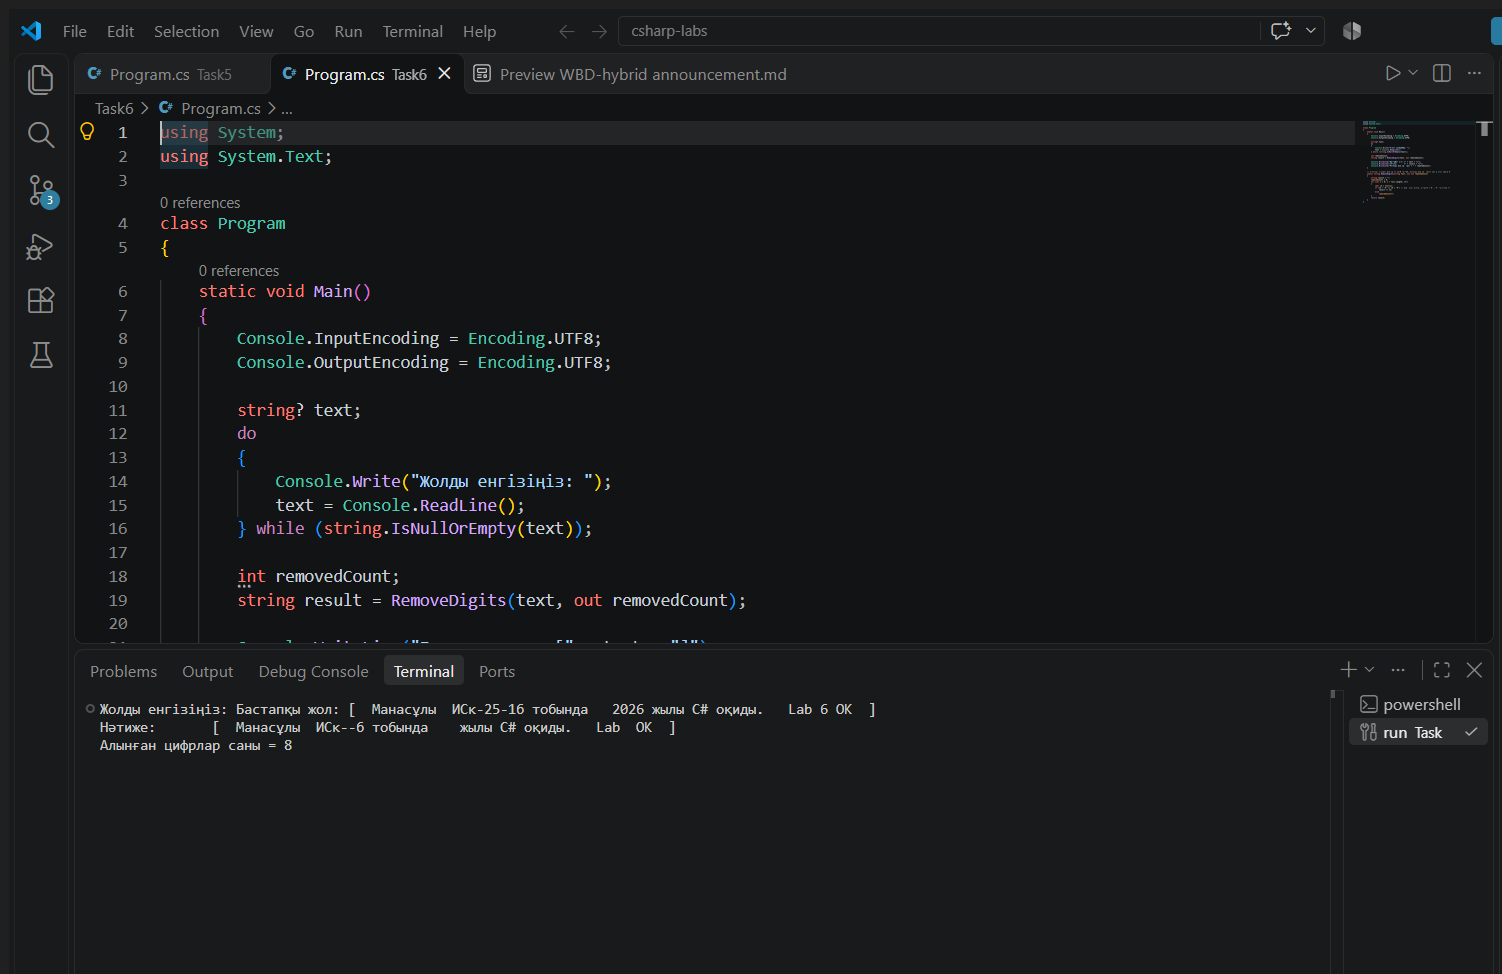 File Edit Selection View Go Run Terminal Help
csharp-labs
Program.cs Task5
Program.cs Task6
Preview WBD-hybrid announcement.md
Task6 > Program.cs > ...
3
1 using System;
2 using System.Text;
3
0 references
4 class Program
5 {
0 references
6 static void Main()
7 {
8 Console.InputEncoding = Encoding.UTF8;
9 Console.OutputEncoding = Encoding.UTF8;
10
11 string? text;
12 do
13 {
14 Console.Write("Жолды енгізіңіз: ");
15 text = Console.ReadLine();
16 } while (string.IsNullOrEmpty(text));
17
18 int removedCount;
19 string result = RemoveDigits(text, out removedCount);
20
Problems Output Debug Console Terminal Ports
Жолды енгізіңіз: Бастапқы жол: [  Манасұлы  ИСк-25-16 тобында   2026 жылы C# оқиды.   Lab 6 OK  ]
Нәтиже:       [  Манасұлы  ИСк--6 тобында    жылы C# оқиды.   Lab  OK  ]
Алынған цифрлар саны = 8
powershell
run Task